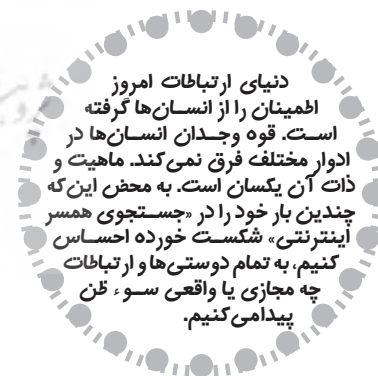 دنیای ارتباطات امروز
اطمینان را از انسان‌ها گرفته
است. قوه وجدان انسان‌ها در
ادوار مختلف فرق نمی‌کند. ماهیت و
ذات آن یکسان است. به محض این‌که
چندین بار خود را در «جستجوی همسر
اینترنتی» شکست خورده احساس
کنیم، به تمام دوستی‌ها و ارتباطات
چه مجازی یا واقعی سوء ظن
پیدا می‌کنیم.